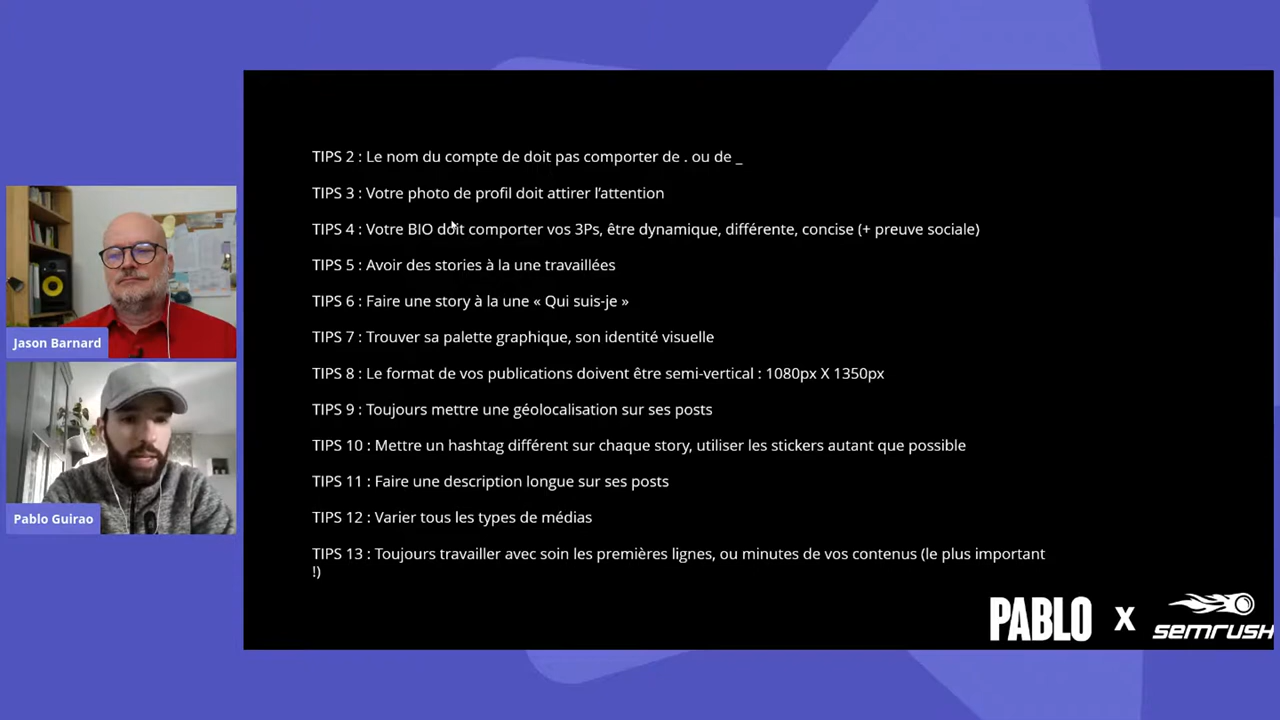 TIPS 2 : Le nom du compte de doit pas comporter de . ou de _
TIPS 3 : Votre photo de profil doit attirer l’attention
TIPS 4 : Votre BIO doit comporter vos 3Ps, être dynamique, différente, concise (+ preuve sociale)
TIPS 5 : Avoir des stories à la une travaillées
TIPS 6 : Faire une story à la une « Qui suis-je »
TIPS 7 : Trouver sa palette graphique, son identité visuelle
TIPS 8 : Le format de vos publications doivent être semi-vertical : 1080px X 1350px
TIPS 9 : Toujours mettre une géolocalisation sur ses posts
TIPS 10 : Mettre un hashtag différent sur chaque story, utiliser les stickers autant que possible
TIPS 11 : Faire une description longue sur ses posts
TIPS 12 : Varier tous les types de médias
TIPS 13 : Toujours travailler avec soin les premières lignes, ou minutes de vos contenus (le plus important
!)
Jason Barnard
Pablo Guirao
PABLO X SEMRUSH